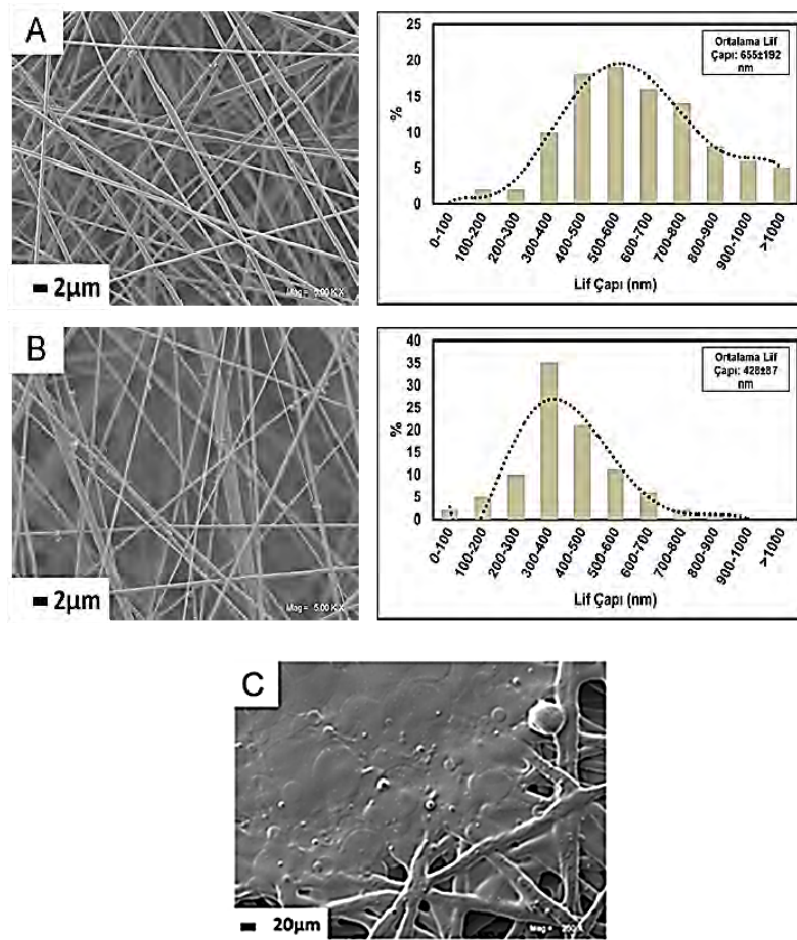 A
2µm
Mag = 5.00 K X
25
20
15
10
5
0
%
Ortalama Lif
Çapı: 655±192
nm
0-100
100-200
200-300
300-400
400-500
500-600
600-700
700-800
800-900
900-1000
>1000
Lif Çapı (nm)
B
2µm
Mag = 5.00 K X
40
35
30
25
20
15
10
5
0
%
Ortalama Lif
Çapı: 428±87
nm
0-100
100-200
200-300
300-400
400-500
500-600
600-700
700-800
800-900
900-1000
>1000
Lif Çapı (nm)
C
20µm
Mag =